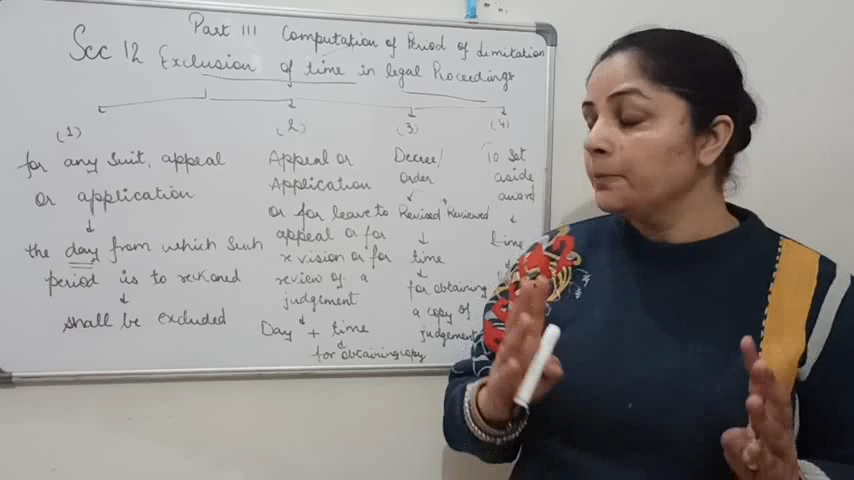 Part III Computation of Period of Limitation
Sec 12 Exclusion of time in legal Proceedings
(1)
for any suit, appeal
or application
the day from which such
period is to reckoned
shall be excluded
(2)
Appeal or
Application
or for leave to
appeal or for
revision or for
review of a
judgement
Day + time
for obtaining copy
(3)
Decree/
order
Revised Reviewed
time
for obtaining
a copy of
judgement
(4)
To set
aside
award
time